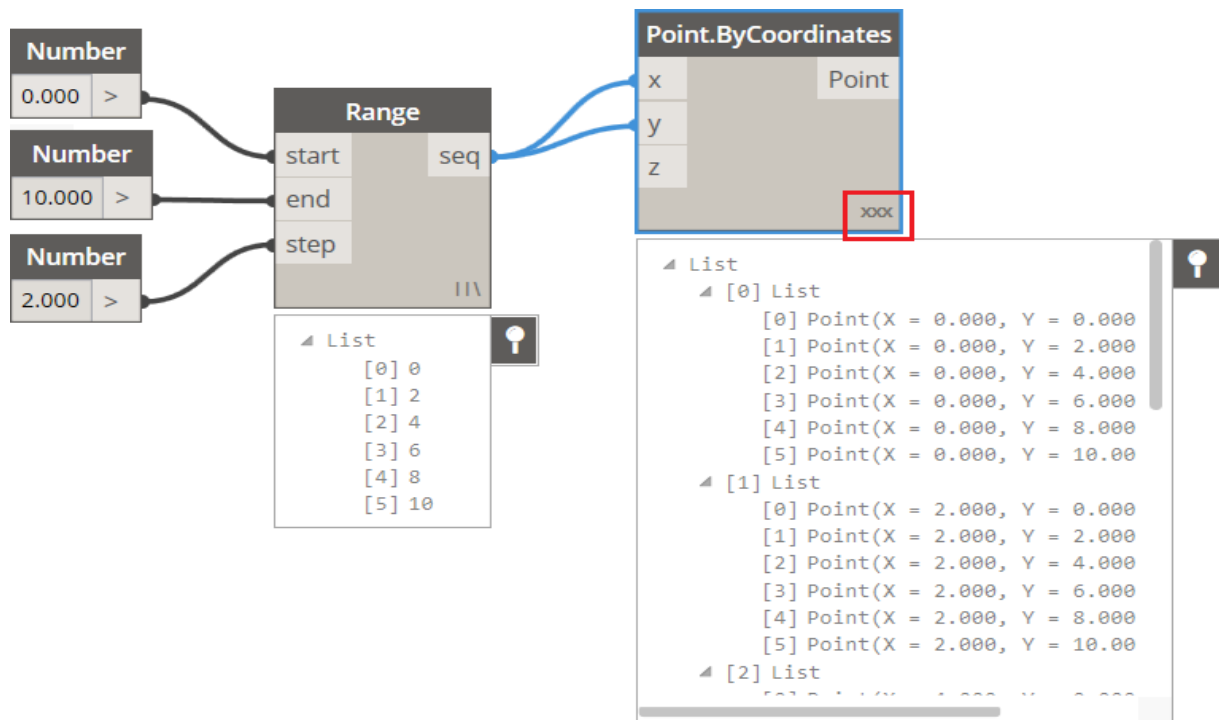 Number
0.000 >
Number
10.000 >
Number
2.000 >
Range
start seq
end
step
||\
List
[0] 0
[1] 2
[2] 4
[3] 6
[4] 8
[5] 10
Point.ByCoordinates
x Point
y
z
xxx
List
[0] List
[0] Point(X = 0.000, Y = 0.000
[1] Point(X = 0.000, Y = 2.000
[2] Point(X = 0.000, Y = 4.000
[3] Point(X = 0.000, Y = 6.000
[4] Point(X = 0.000, Y = 8.000
[5] Point(X = 0.000, Y = 10.00
[1] List
[0] Point(X = 2.000, Y = 0.000
[1] Point(X = 2.000, Y = 2.000
[2] Point(X = 2.000, Y = 4.000
[3] Point(X = 2.000, Y = 6.000
[4] Point(X = 2.000, Y = 8.000
[5] Point(X = 2.000, Y = 10.00
[2] List